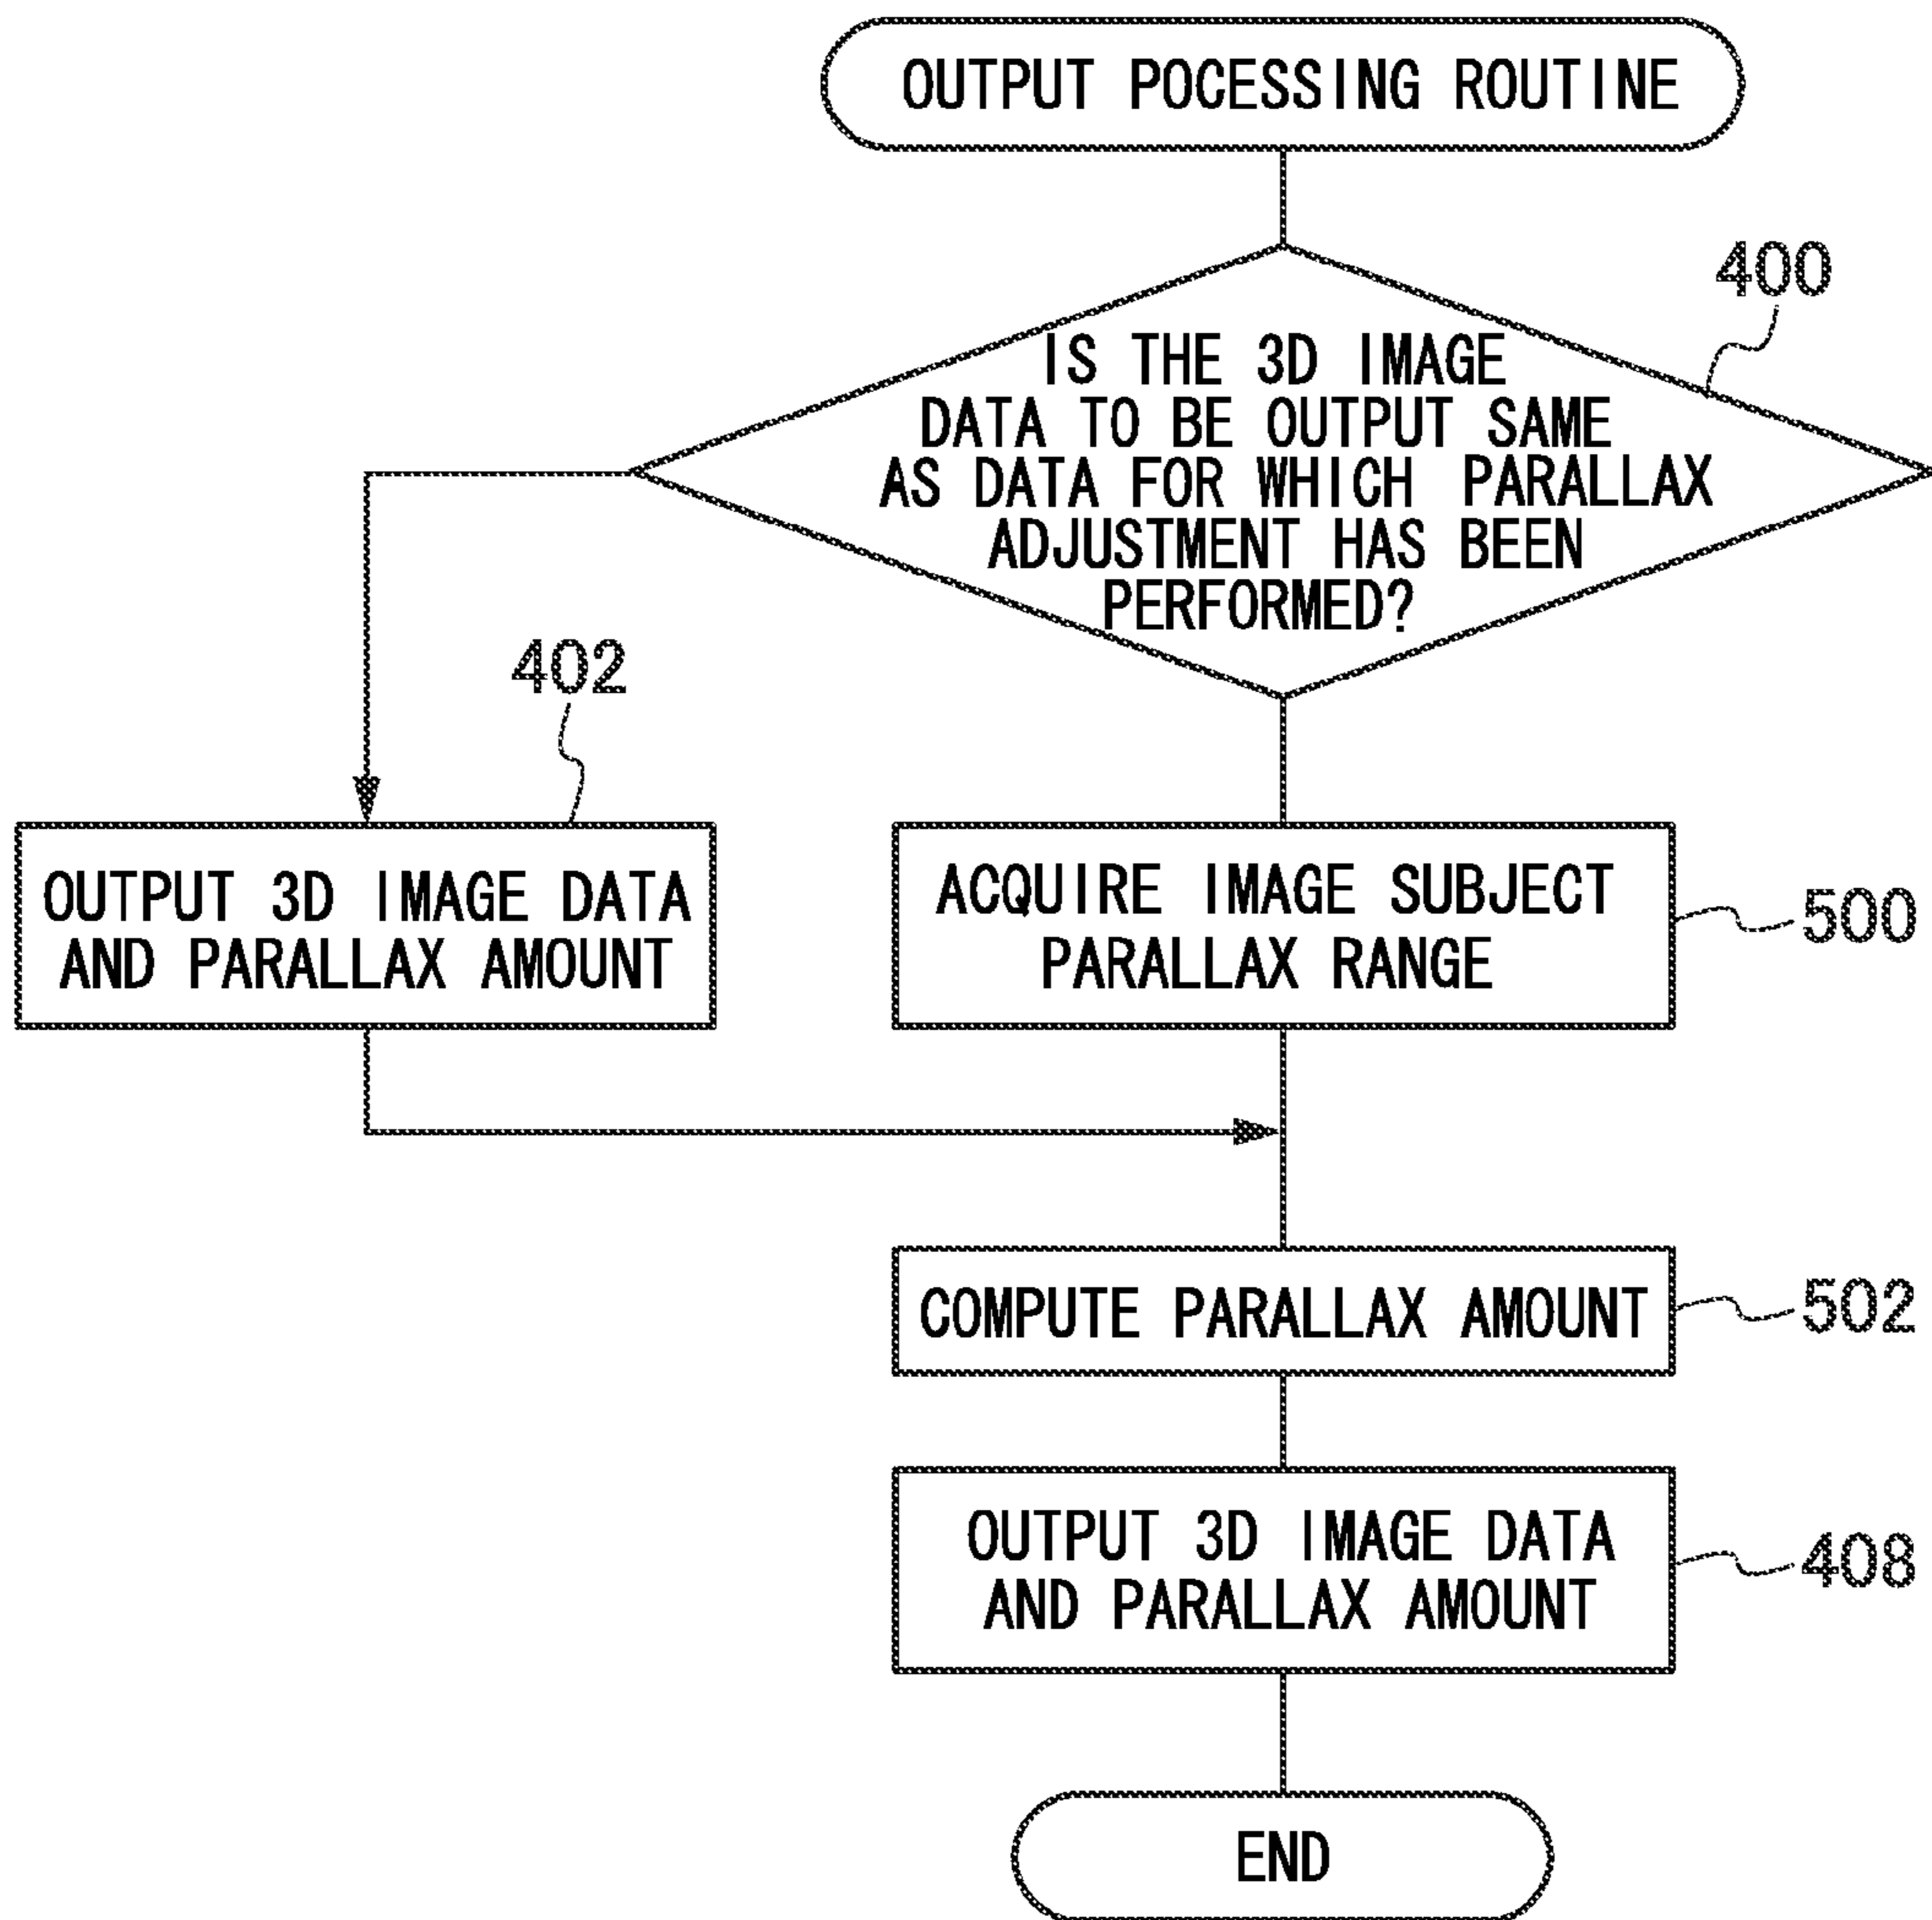 OUTPUT POCESSING ROUTINE
400
IS THE 3D IMAGE
DATA TO BE OUTPUT SAME
AS DATA FOR WHICH PARALLAX
ADJUSTMENT HAS BEEN
PERFORMED?
402
OUTPUT 3D IMAGE DATA
AND PARALLAX AMOUNT
ACQUIRE IMAGE SUBJECT
PARALLAX RANGE
500
COMPUTE PARALLAX AMOUNT
502
OUTPUT 3D IMAGE DATA
AND PARALLAX AMOUNT
408
END